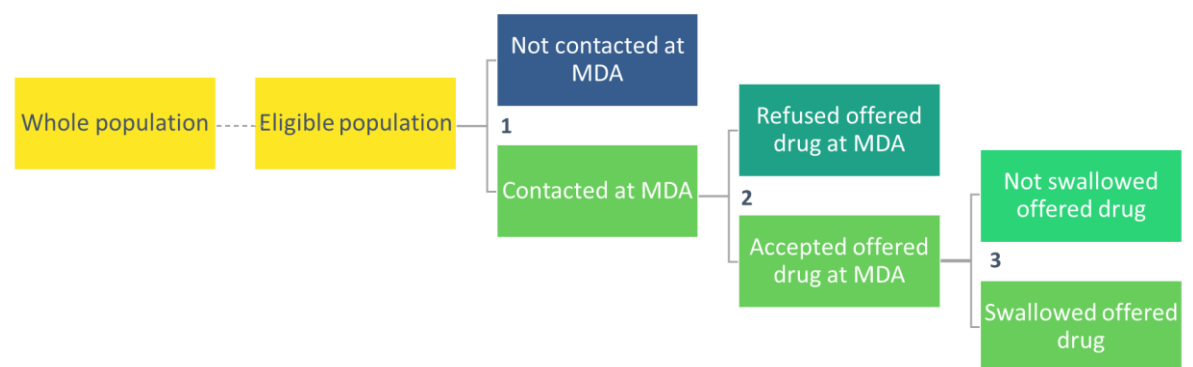 Whole population
Eligible population
1
Not contacted at
MDA
Contacted at MDA
2
Refused offered
drug at MDA
Accepted offered
drug at MDA
3
Not swallowed
offered drug
Swallowed offered
drug